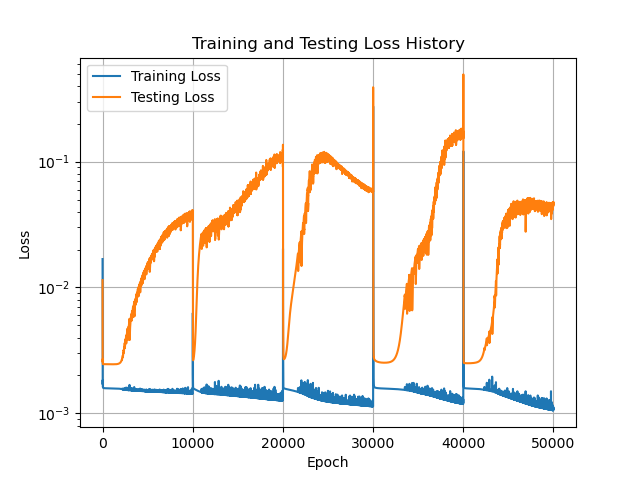 Training and Testing Loss History
Training Loss
Testing Loss
10⁻¹
10⁻²
10⁻³
Loss
0 10000 20000 30000 40000 50000
Epoch